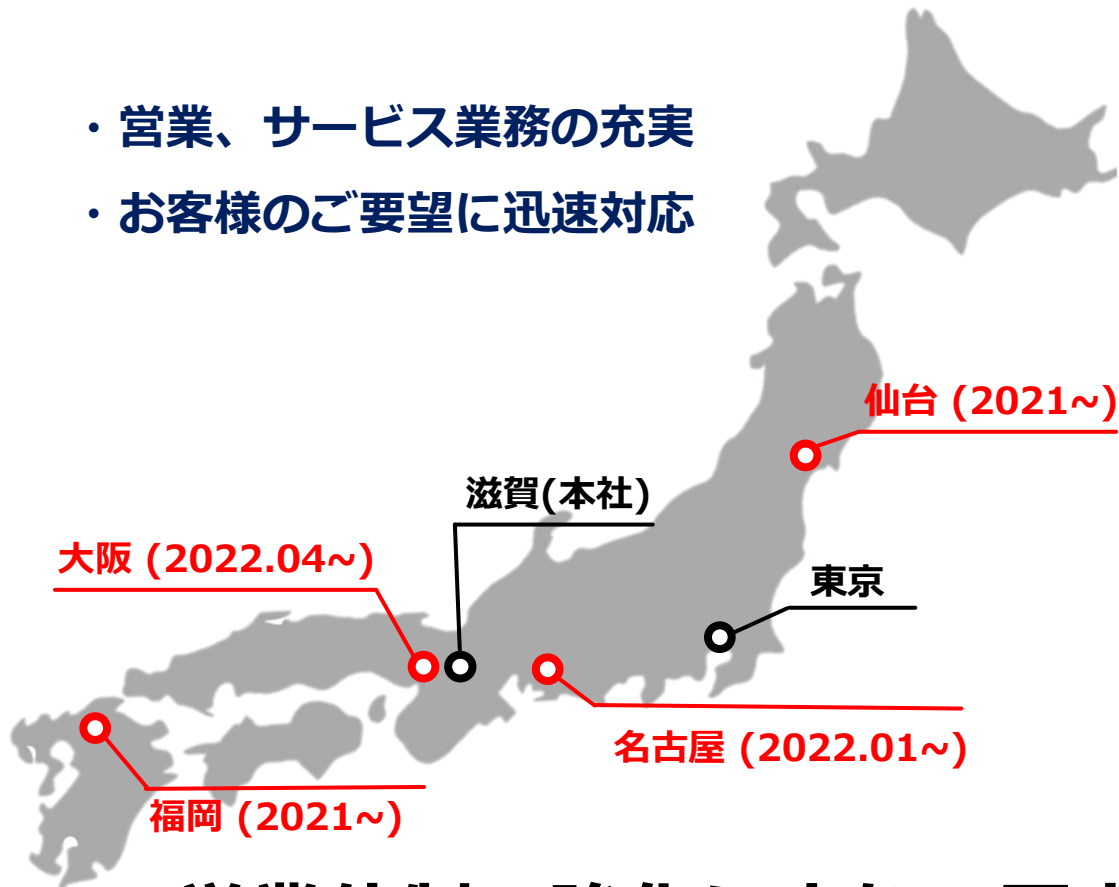 ・営業、サービス業務の充実
・お客様のご要望に迅速対応
仙台 (2021~)
滋賀(本社)
大阪 (2022.04~)
東京
名古屋 (2022.01~)
福岡 (2021~)